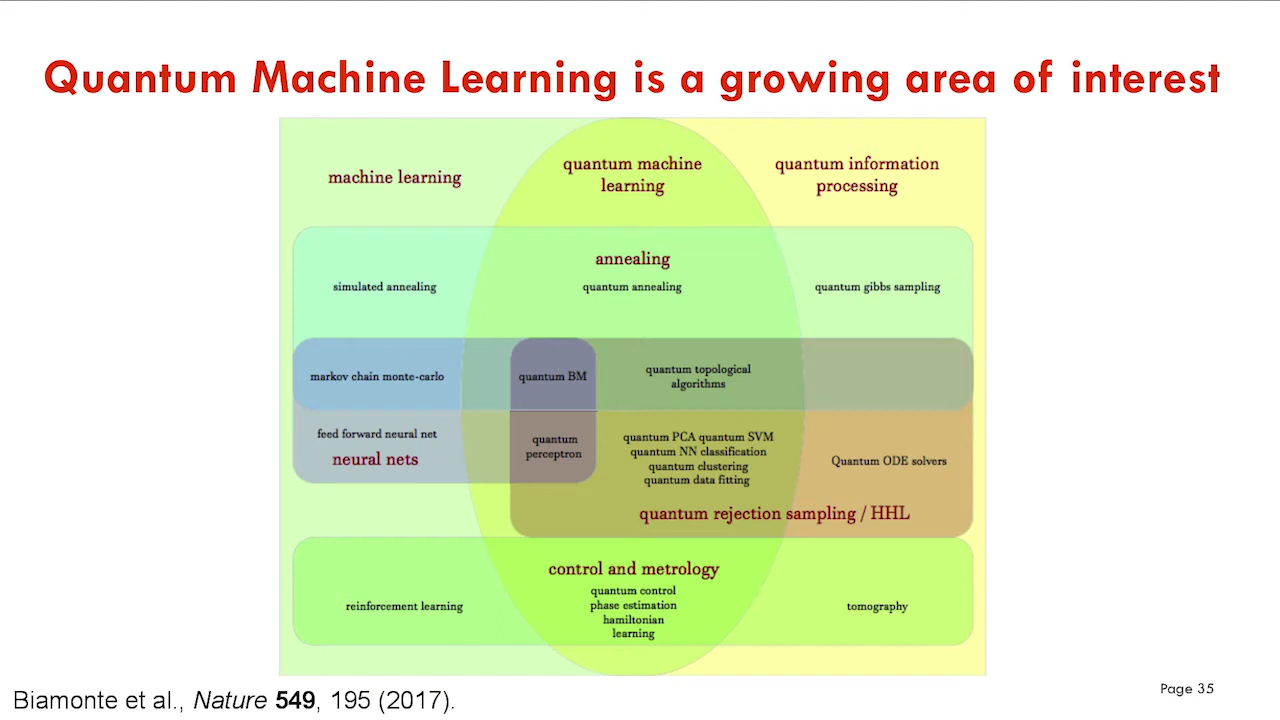 Quantum Machine Learning is a growing area of interest
machine learning
quantum machine
learning
quantum information
processing
annealing
simulated annealing
quantum annealing
quantum gibbs sampling
markov chain monte-carlo
quantum BM
quantum topological
algorithms
feed forward neural net
neural nets
quantum
perceptron
quantum PCA quantum SVM
quantum NN classification
quantum clustering
quantum data fitting
Quantum ODE solvers
quantum rejection sampling / HHL
control and metrology
reinforcement learning
quantum control
phase estimation
hamiltonian
learning
tomography
Biamonte et al., Nature 549, 195 (2017).
Page 35